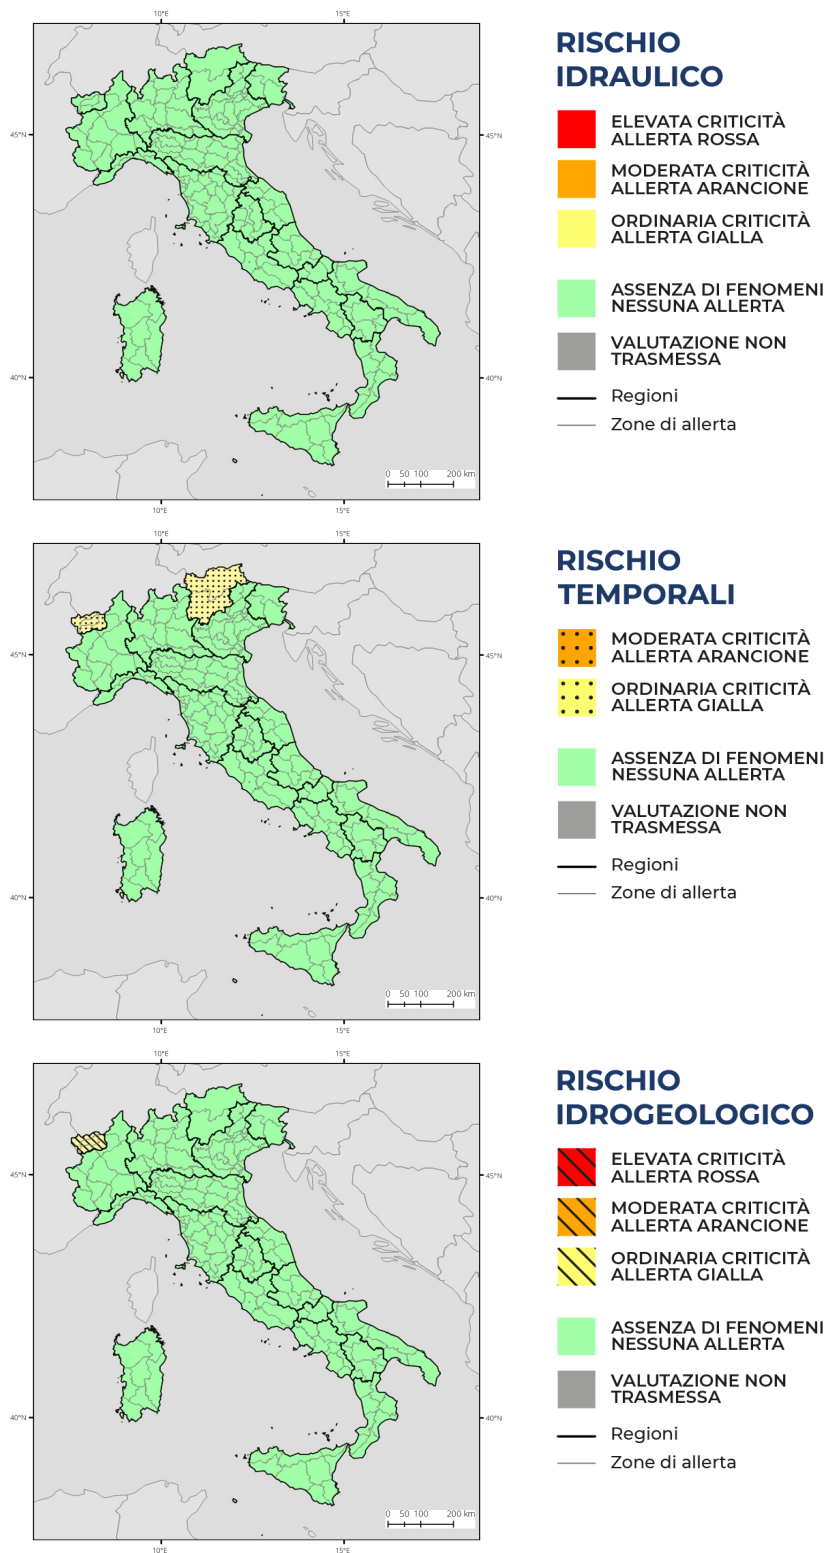 10°E 15°E
45°N 45°N
40°N 40°N
0 50 100 200 km
10°E 15°E
RISCHIO
IDRAULICO
ELEVATA CRITICITÀ
ALLERTA ROSSA
MODERATA CRITICITÀ
ALLERTA ARANCIONE
ORDINARIA CRITICITÀ
ALLERTA GIALLA
ASSENZA DI FENOMENI
NESSUNA ALLERTA
VALUTAZIONE NON
TRASMESSA
Regioni
Zone di allerta
10°E 15°E
45°N 45°N
40°N 40°N
0 50 100 200 km
10°E 15°E
RISCHIO
TEMPORALI
MODERATA CRITICITÀ
ALLERTA ARANCIONE
ORDINARIA CRITICITÀ
ALLERTA GIALLA
ASSENZA DI FENOMENI
NESSUNA ALLERTA
VALUTAZIONE NON
TRASMESSA
Regioni
Zone di allerta
10°E 15°E
45°N 45°N
40°N 40°N
0 50 100 200 km
10°E 15°E
RISCHIO
IDROGEOLOGICO
ELEVATA CRITICITÀ
ALLERTA ROSSA
MODERATA CRITICITÀ
ALLERTA ARANCIONE
ORDINARIA CRITICITÀ
ALLERTA GIALLA
ASSENZA DI FENOMENI
NESSUNA ALLERTA
VALUTAZIONE NON
TRASMESSA
Regioni
Zone di allerta